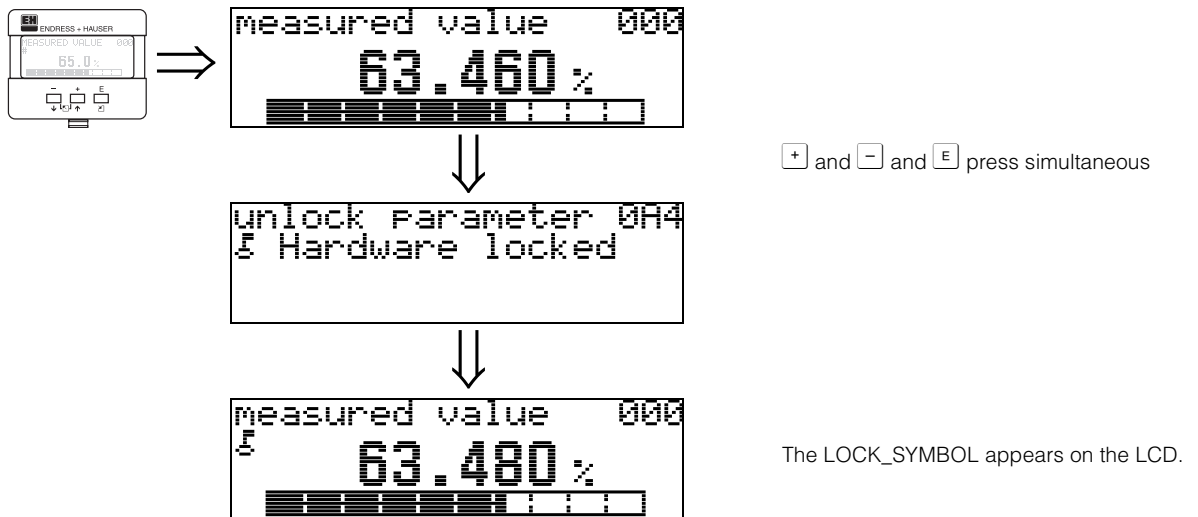 EH ENDRESS + HAUSER
MEASURED VALUE 000
#
65.0 %
- + E
measured value 000
63.460 %
+ and - and E press simultaneous
unlock parameter 0A4
Hardware locked
measured value 000
63.480 %
The LOCK_SYMBOL appears on the LCD.